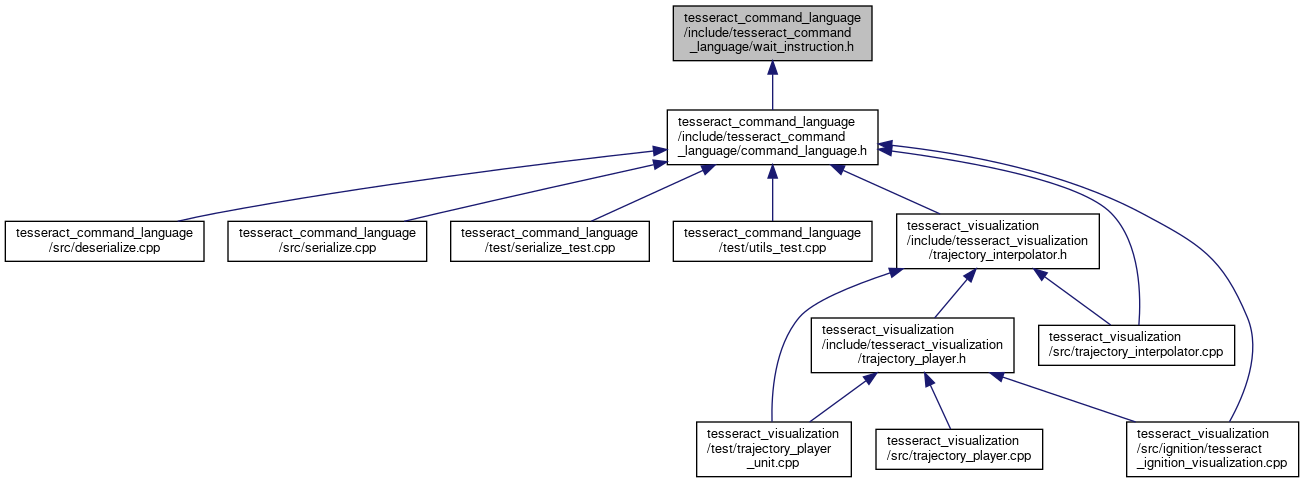 tesseract_command_language
/include/tesseract_command
_language/wait_instruction.h
tesseract_command_language
/include/tesseract_command
_language/command_language.h
tesseract_command_language
/src/deserialize.cpp
tesseract_command_language
/src/serialize.cpp
tesseract_command_language
/test/serialize_test.cpp
tesseract_command_language
/test/utils_test.cpp
tesseract_visualization
/include/tesseract_visualization
/trajectory_interpolator.h
tesseract_visualization
/include/tesseract_visualization
/trajectory_player.h
tesseract_visualization
/src/trajectory_interpolator.cpp
tesseract_visualization
/test/trajectory_player
_unit.cpp
tesseract_visualization
/src/trajectory_player.cpp
tesseract_visualization
/src/ignition/tesseract
_ignition_visualization.cpp